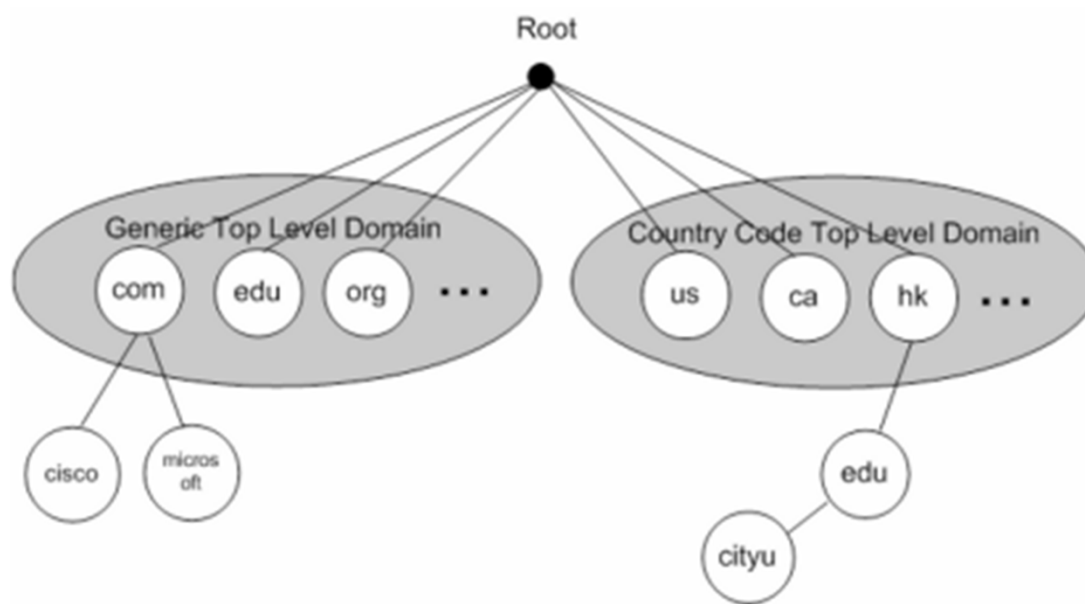 Root
Generic Top Level Domain
Country Code Top Level Domain
com
edu
org
...
us
ca
hk
...
cisco
micros
oft
edu
cityu